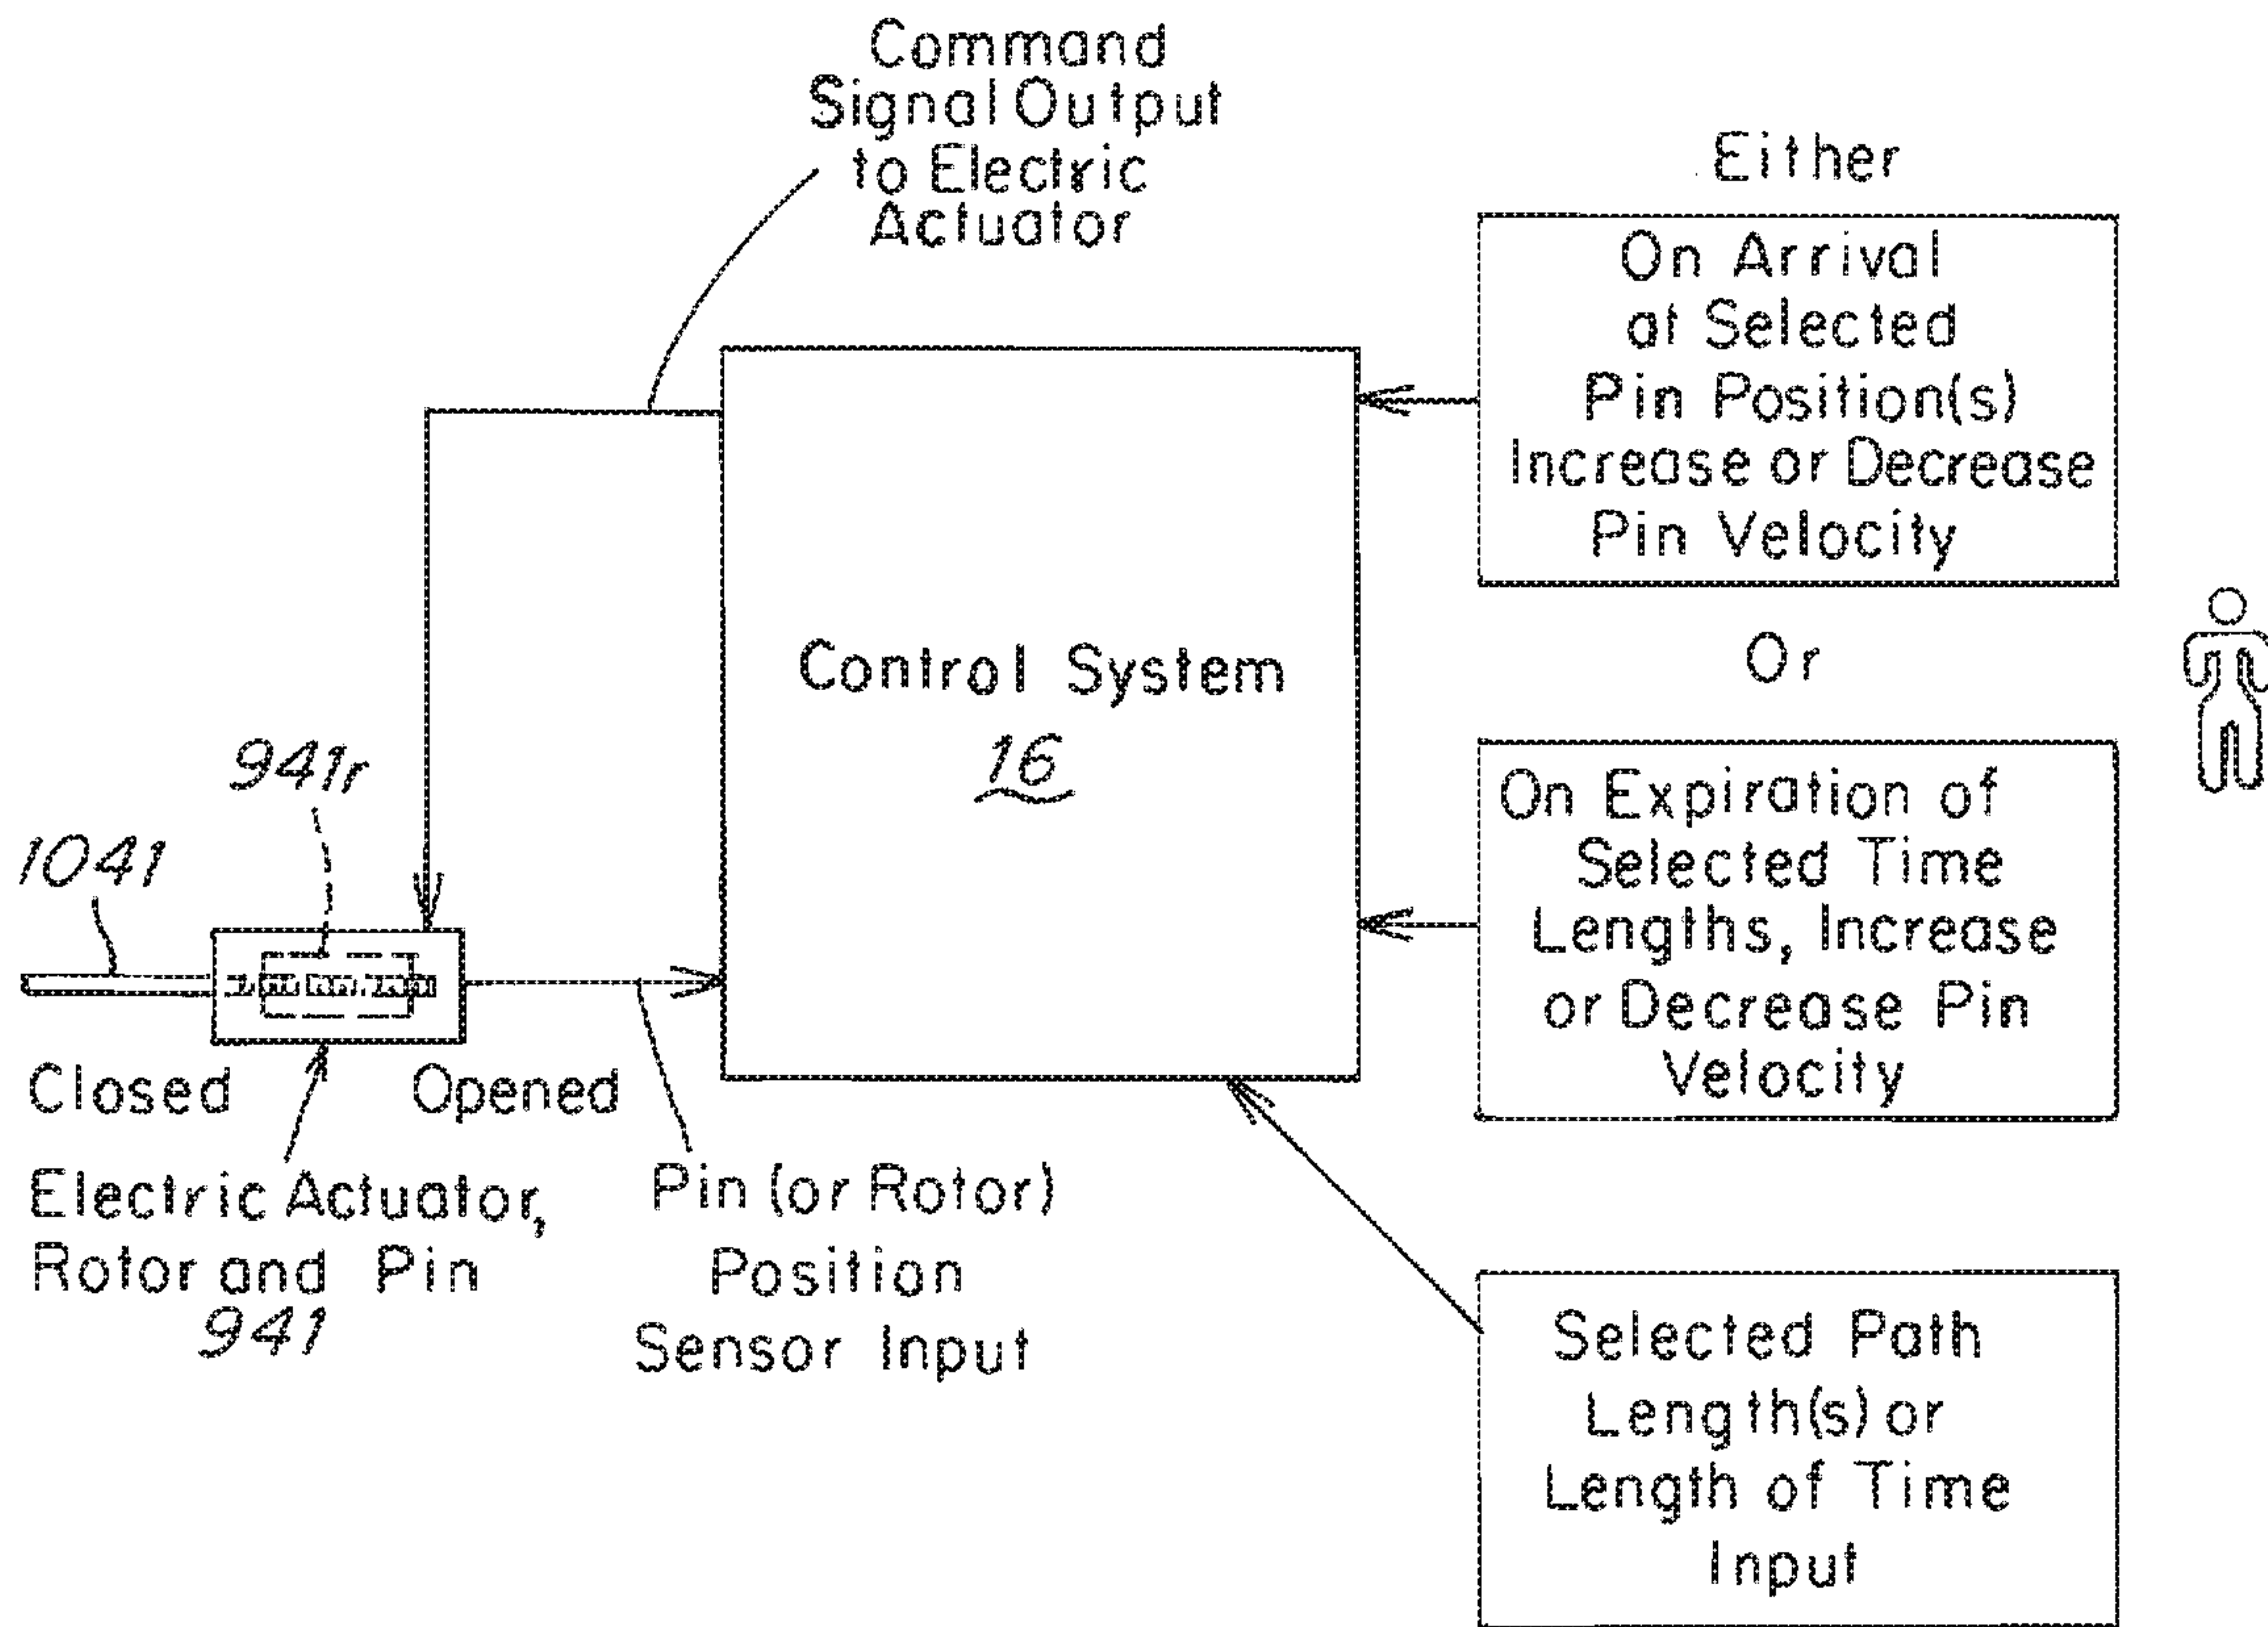 Command
Signal Output
to Electric
Actuator
Either
On Arrival
at Selected
Pin Position(s)
Increase or Decrease
Pin Velocity
Or
Control System
16
941r
1041
On Expiration of
Selected Time
Lengths, Increase
or Decrease Pin
Velocity
Closed
Opened
Electric Actuator,
Rotor and Pin
941
Pin (or Rotor)
Position
Sensor Input
Selected Path
Length(s) or
Length of Time
Input